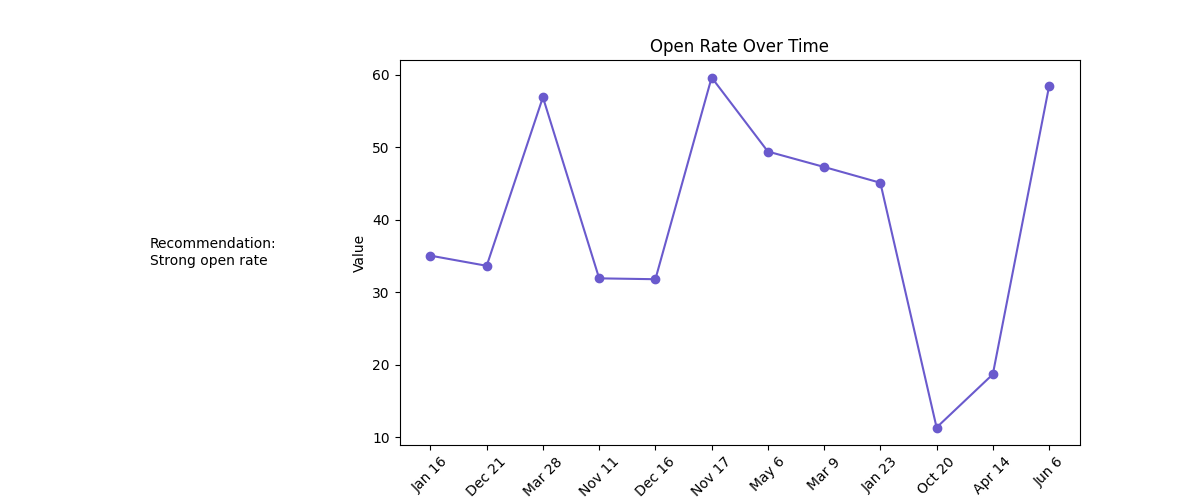 Open Rate Over Time
Recommendation:
Strong open rate
Value
60
50
40
30
20
10
Jan 16
Dec 21
Mar 28
Nov 11
Dec 16
Nov 17
May 6
Mar 9
Jan 23
Oct 20
Apr 14
Jun 6